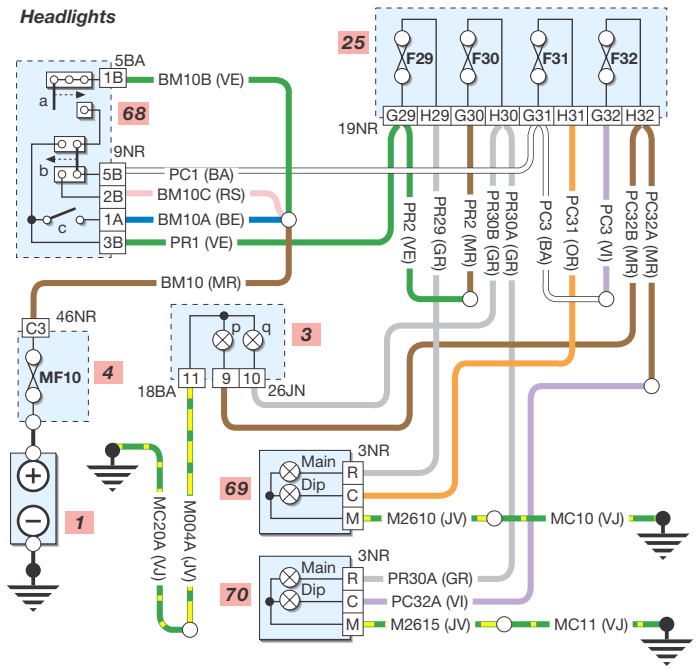 Headlights
25
F29
F30
F31
F32
G29
H29
G30
H30
G31
H31
G32
H32
19NR
5BA
1B
BM10B (VE)
a
68
9NR
b
5B
PC1 (BA)
2B
BM10C (RS)
c
1A
BM10A (BE)
3B
PR1 (VE)
BM10 (MR)
PR2 (VE)
PR29 (GR)
PR2 (MR)
PR30B (GR)
PR30A (GR)
PC3 (BA)
PC31 (OR)
PC3 (VI)
PC32B (MR)
PC32A (MR)
46NR
C3
MF10
4
+
−
1
p
q
3
11
9
10
18BA
26JN
MC20A (VJ)
M004A (JV)
3NR
69
Main
Dip
R
C
M
M2610 (JV)
MC10 (VJ)
3NR
70
Main
Dip
R
PR30A (GR)
C
PC32A (VI)
M
M2615 (JV)
MC11 (VJ)